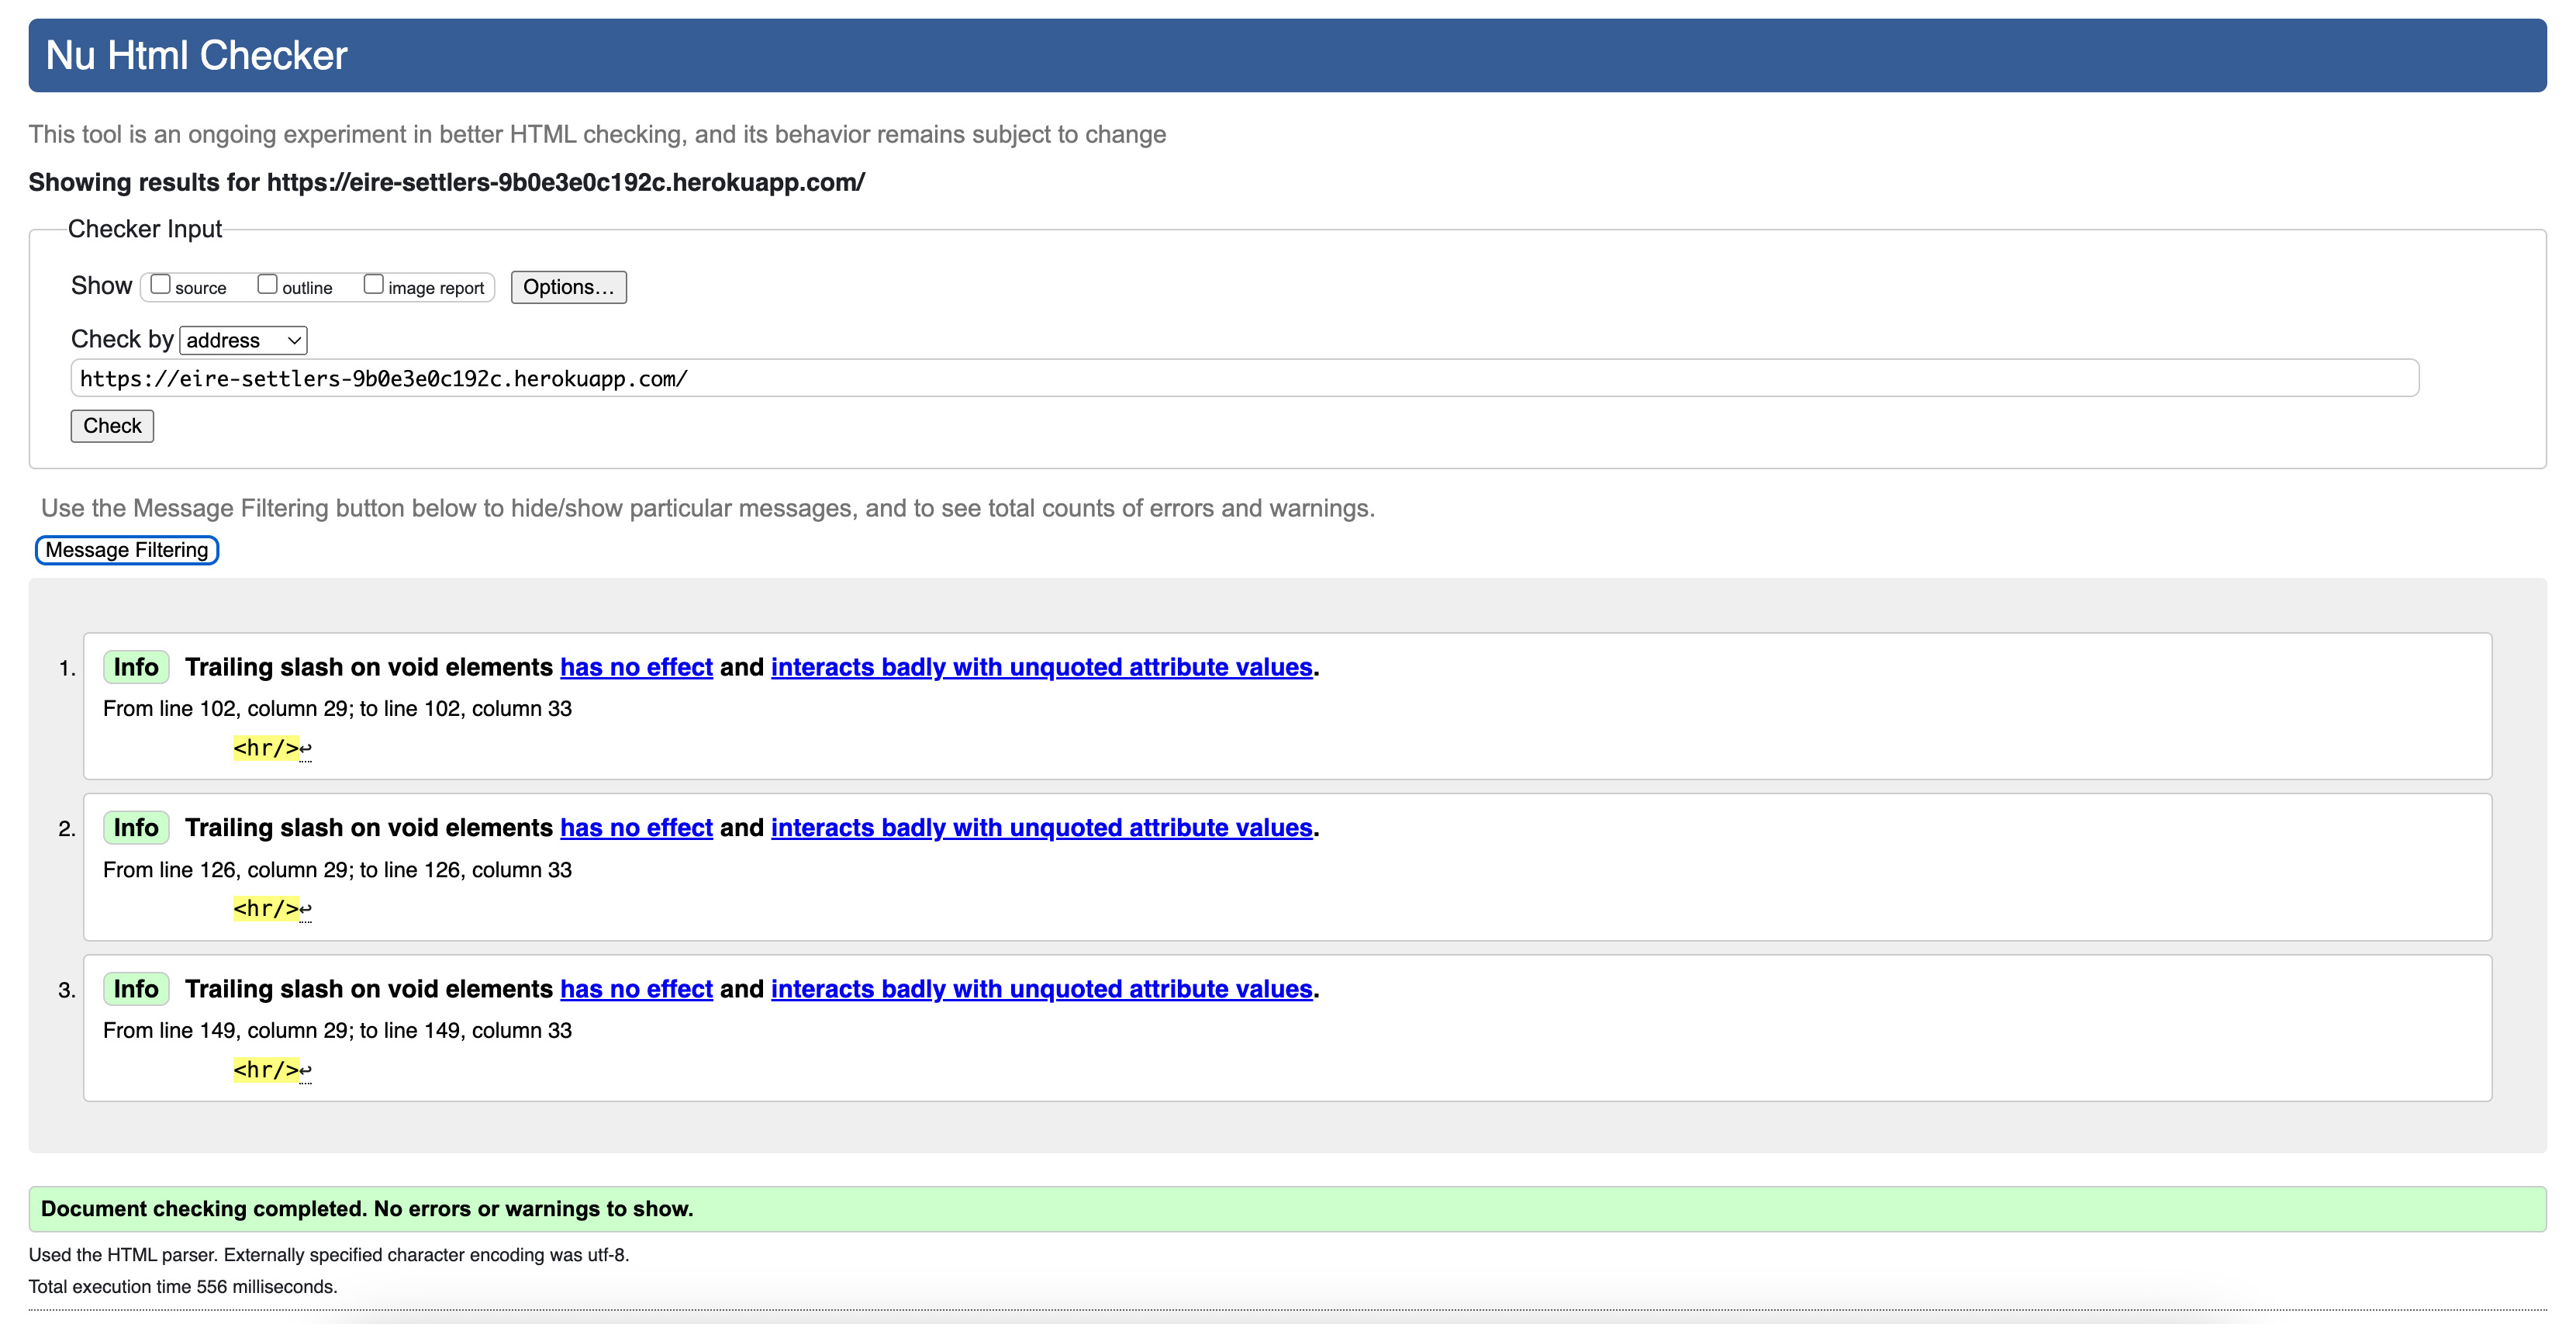 Nu Html Checker
This tool is an ongoing experiment in better HTML checking, and its behavior remains subject to change
Showing results for https://eire-settlers-9b0e3e0c192c.herokuapp.com/
Checker Input
Show source outline image report Options...
Check by address
https://eire-settlers-9b0e3e0c192c.herokuapp.com/
Check
Use the Message Filtering button below to hide/show particular messages, and to see total counts of errors and warnings.
Message Filtering
1. Info Trailing slash on void elements has no effect and interacts badly with unquoted attribute values.
From line 102, column 29; to line 102, column 33
<hr/>↩
2. Info Trailing slash on void elements has no effect and interacts badly with unquoted attribute values.
From line 126, column 29; to line 126, column 33
<hr/>↩
3. Info Trailing slash on void elements has no effect and interacts badly with unquoted attribute values.
From line 149, column 29; to line 149, column 33
<hr/>↩
Document checking completed. No errors or warnings to show.
Used the HTML parser. Externally specified character encoding was utf-8.
Total execution time 556 milliseconds.